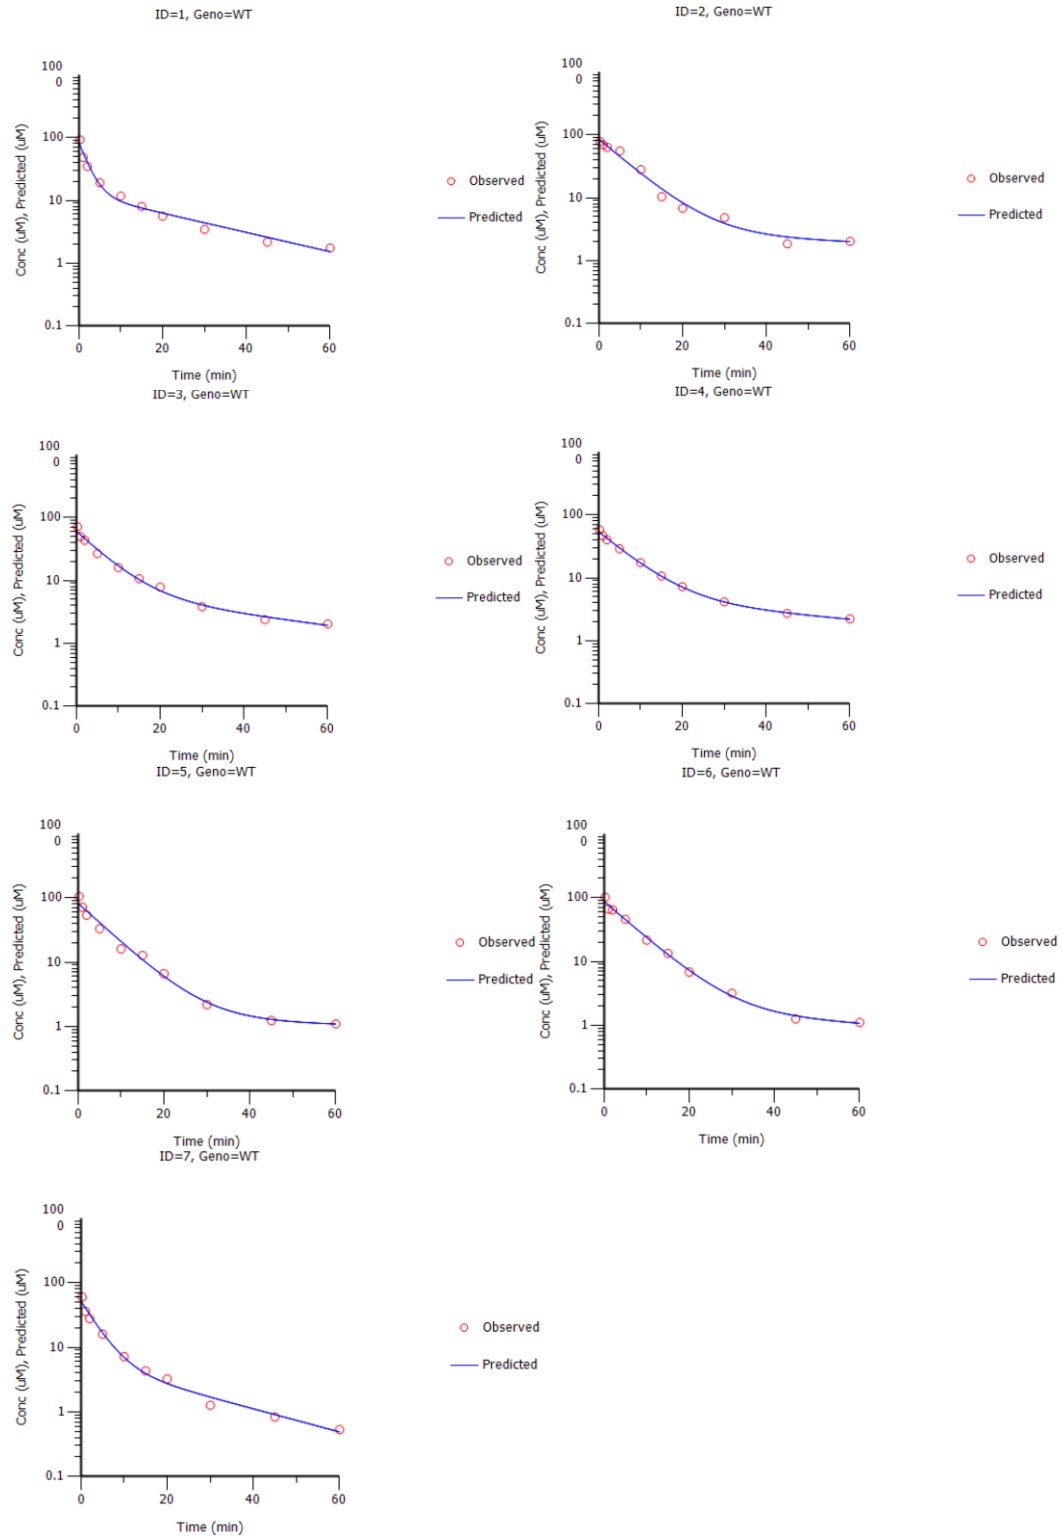 ID=1, Geno=WT
100
0
100
10
1
0.1
Conc (uM), Predicted (uM)
0
20
40
60
Time (min)
Observed
Predicted
ID=2, Geno=WT
100
0
100
10
1
0.1
Conc (uM), Predicted (uM)
0
20
40
60
Time (min)
Observed
Predicted
ID=3, Geno=WT
100
0
100
10
1
0.1
Conc (uM), Predicted (uM)
0
20
40
60
Time (min)
Observed
Predicted
ID=4, Geno=WT
100
0
100
10
1
0.1
Conc (uM), Predicted (uM)
0
20
40
60
Time (min)
Observed
Predicted
ID=5, Geno=WT
100
0
100
10
1
0.1
Conc (uM), Predicted (uM)
0
20
40
60
Time (min)
Observed
Predicted
ID=6, Geno=WT
100
0
100
10
1
0.1
Conc (uM), Predicted (uM)
0
20
40
60
Time (min)
Observed
Predicted
ID=7, Geno=WT
100
0
100
10
1
0.1
Conc (uM), Predicted (uM)
0
20
40
60
Time (min)
Observed
Predicted